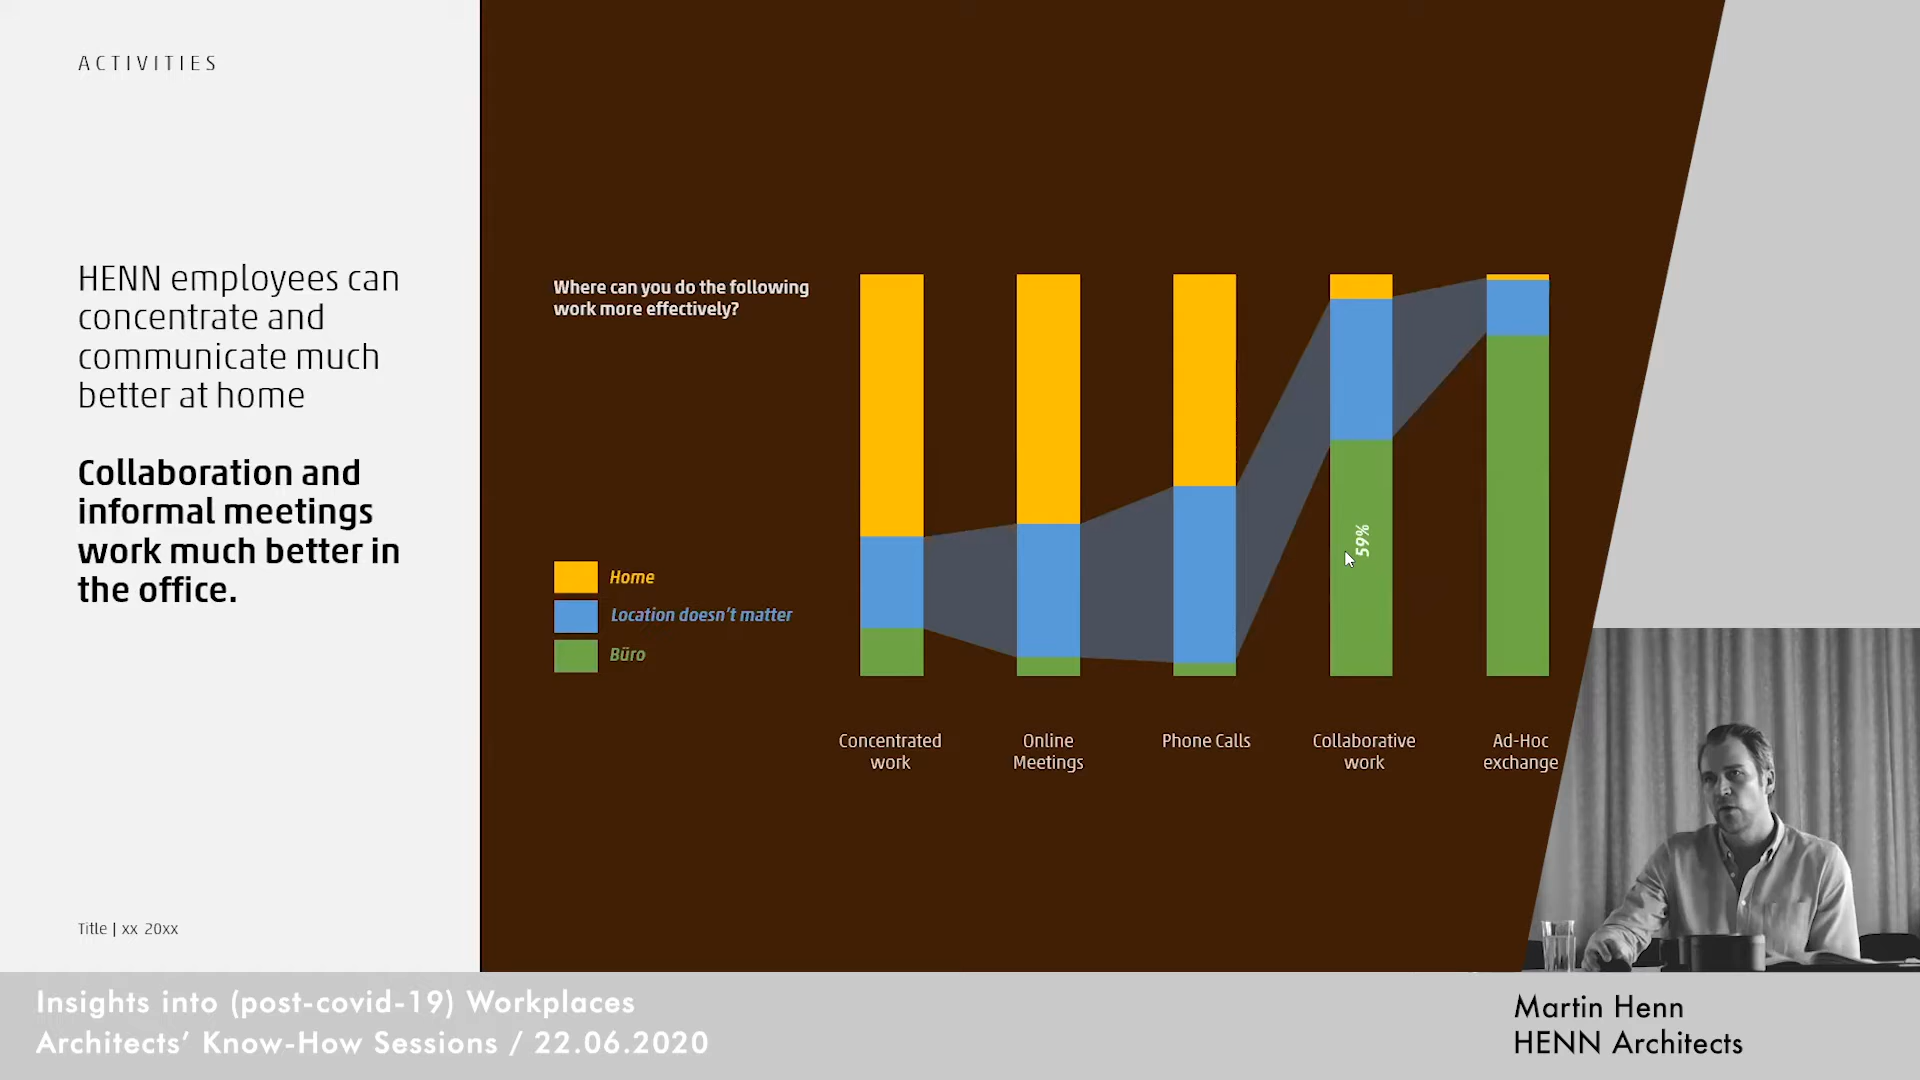 ACTIVITIES
HENN employees can
concentrate and
communicate much
better at home
Collaboration and
informal meetings
work much better in
the office.
Title | xx 20xx
Where can you do the following
work more effectively?
Home
Location doesn't matter
Büro
59%
Concentrated
work
Online
Meetings
Phone Calls
Collaborative
work
Ad-Hoc
exchange
Insights into (post-covid-19) Workplaces
Architects’ Know-How Sessions / 22.06.2020
Martin Henn
HENN Architects